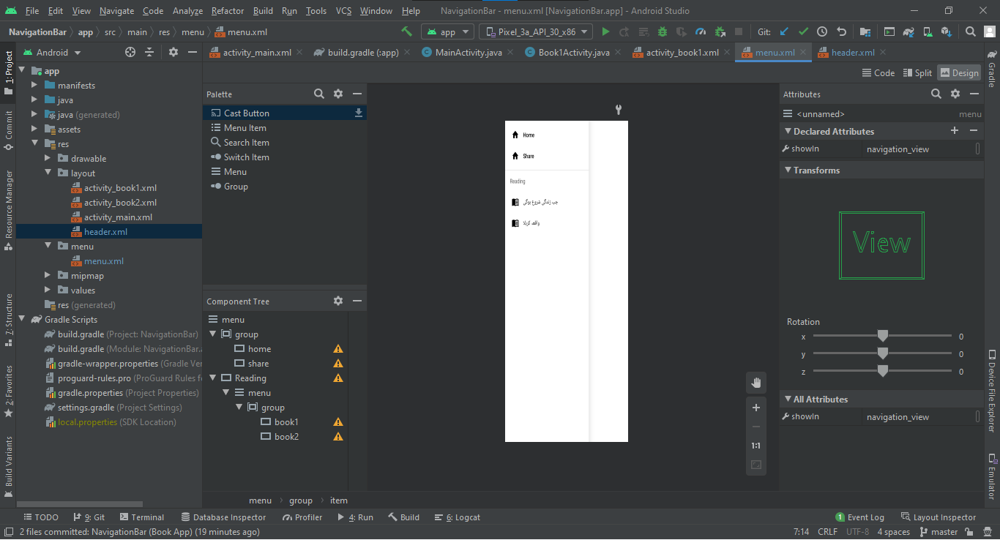 File Edit View Navigate Code Analyze Refactor Build Run Tools VCS Window Help NavigationBar - menu.xml [NavigationBar.app] - Android Studio
NavigationBar app src main res menu menu.xml app Pixel_3a_API_30_x86 Git:
Android activity_main.xml build.gradle (:app) MainActivity.java Book1Activity.java activity_book1.xml menu.xml header.xml
Code Split Design
1: Project
Commit
Resource Manager
7: Structure
2: Favorites
Build Variants
app
manifests
java
java (generated)
assets
res
drawable
layout
activity_book1.xml
activity_book2.xml
activity_main.xml
header.xml
menu
menu.xml
mipmap
values
res (generated)
Gradle Scripts
build.gradle (Project: NavigationBar)
build.gradle (Module: NavigationBar.a
gradle-wrapper.properties (Gradle Ver
proguard-rules.pro (ProGuard Rules fo
gradle.properties (Project Properties)
settings.gradle (Project Settings)
local.properties (SDK Location)
Palette
Cast Button
Menu Item
Search Item
Switch Item
Menu
Group
Component Tree
menu
group
home
share
Reading
menu
group
book1
book2
Home
Share
Reading
جب زندگی شروع ہوگی
واقعہ کربلا
1:1
Attributes
<unnamed> menu
Declared Attributes
showIn navigation_view
Transforms
View
Rotation
x 0
y 0
z 0
All Attributes
showIn navigation_view
Gradle
Device File Explorer
Emulator
menu group item
TODO 9: Git Terminal Database Inspector Profiler 4: Run Build 6: Logcat 1 Event Log Layout Inspector
2 files committed: NavigationBar (Book App) (19 minutes ago) 7:14 CRLF UTF-8 4 spaces master